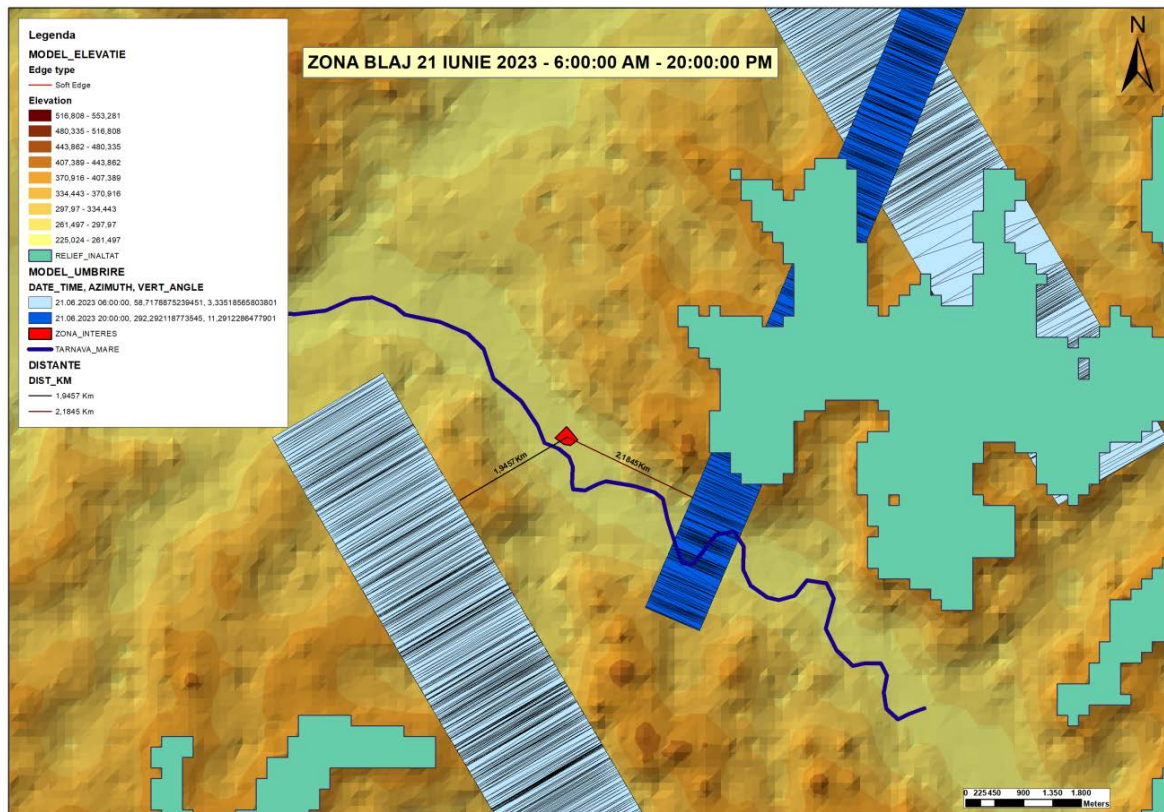 ZONA BLAJ 21 IUNIE 2023 - 6:00:00 AM - 20:00:00 PM
N
Legenda
MODEL_ELEVATIE
Edge type
Soft Edge
Elevation
516,808 - 553,281
480,335 - 516,808
443,862 - 480,335
407,389 - 443,862
370,916 - 407,389
334,443 - 370,916
297,97 - 334,443
261,497 - 297,97
225,024 - 261,497
RELIEF_INALTAT
MODEL_UMBRIRE
DATE_TIME, AZIMUTH, VERT_ANGLE
21.06.2023 06:00:00, 58,7178875239451, 3,33518565803801
21.06.2023 20:00:00, 292,292118773545, 11,2912286477901
ZONA_INTERES
TARNAVA_MARE
DISTANTE
DIST_KM
1,9457 Km
2,1845 Km
1,9457Km
2,1845Km
0 225 450 900 1.350 1.800
Meters